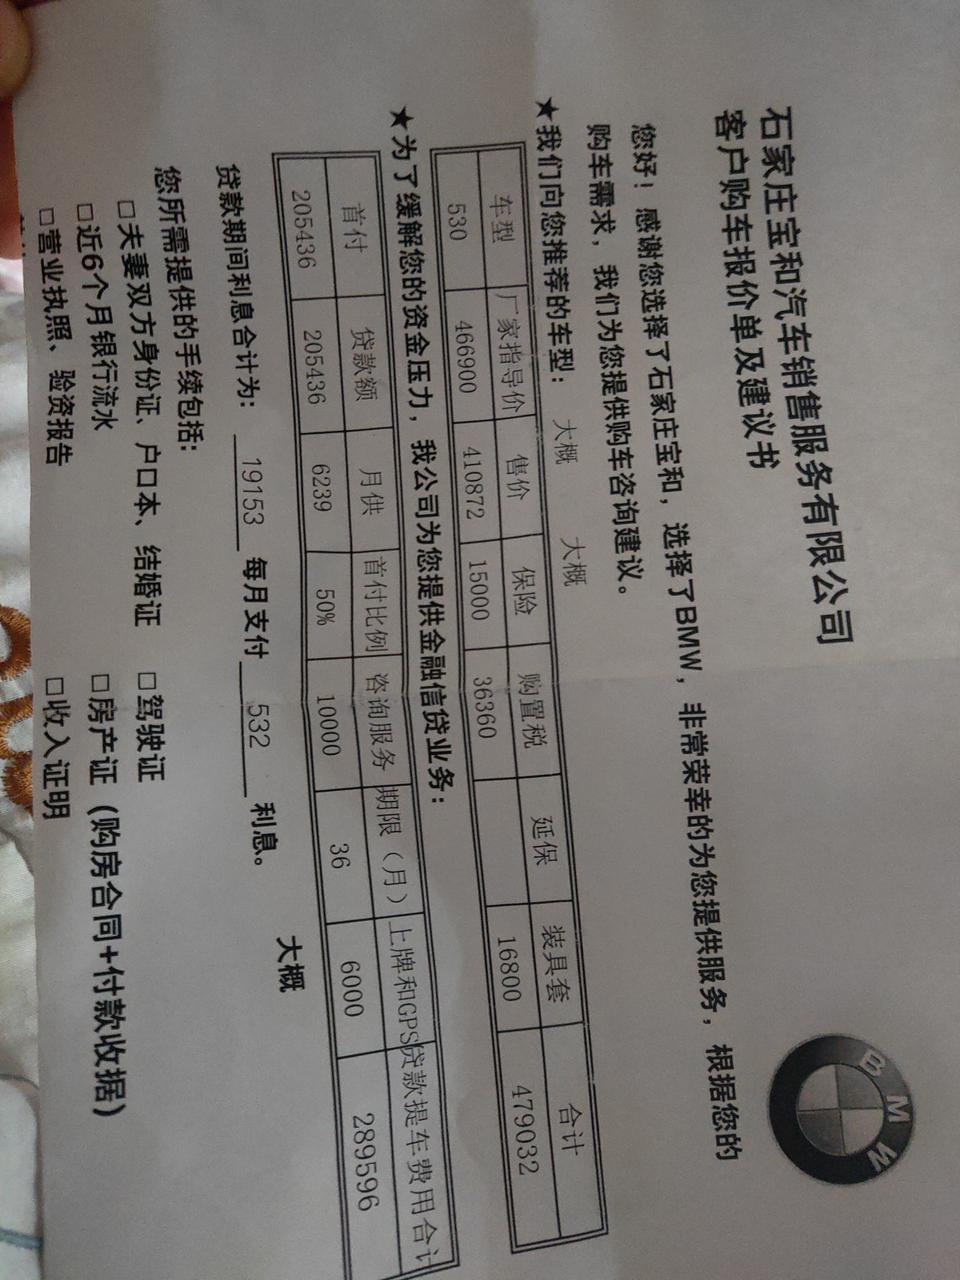 BMW
石家庄宝和汽车销售服务有限公司
客户购车报价单及建议书
您好！感谢您选择了石家庄宝和，选择了BMW，非常荣幸的为您提供服务，根据您的
购车需求，我们为您提供购车咨询建议。
★我们向您推荐的车型： 大概 大概
车型 厂家指导价 售价 保险 购置税 延保 装具套 合计
530 466900 410872 15000 36360 16800 479032
★为了缓解您的资金压力，我公司为您提供金融信贷业务：
首付 贷款额 月供 首付比例 咨询服务 期限（月） 上牌和GPS 贷款提车费用合计
205436 205436 6239 50% 10000 36 6000 289596
大概
贷款期间利息合计为： 19153 每月支付 532 利息。
您所需提供的手续包括：
□夫妻双方身份证、户口本、结婚证 □驾驶证
□近6个月银行流水 □房产证（购房合同+付款收据）
□营业执照、验资报告 □收入证明